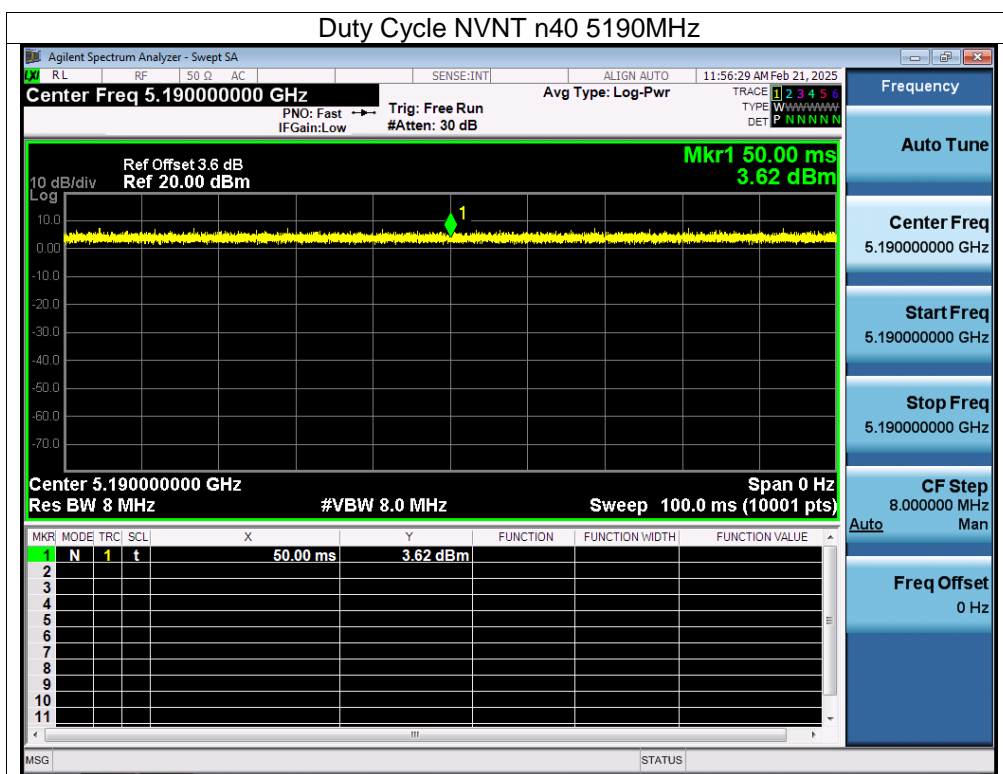 Duty Cycle NVNT n40 5190MHz
Agilent Spectrum Analyzer - Swept SA
LXI RL RF 50 Ω AC SENSE:INT ALIGN AUTO 11:56:29 AM Feb 21, 2025
Center Freq 5.190000000 GHz
PNO: Fast
IFGain:Low
Trig: Free Run
#Atten: 30 dB
Avg Type: Log-Pwr
TRACE 1 2 3 4 5 6
TYPE WWWWWW
DET P N N N N N
Ref Offset 3.6 dB
10 dB/div Ref 20.00 dBm
Log
Mkr1 50.00 ms
3.62 dBm
10.0
0.00
-10.0
-20.0
-30.0
-40.0
-50.0
-60.0
-70.0
1
Center 5.190000000 GHz Span 0 Hz
Res BW 8 MHz #VBW 8.0 MHz Sweep 100.0 ms (10001 pts)
MKR MODE TRC SCL X Y FUNCTION FUNCTION WIDTH FUNCTION VALUE
1 N 1 t 50.00 ms 3.62 dBm
2
3
4
5
6
7
8
9
10
11
MSG STATUS
Frequency
Auto Tune
Center Freq
5.190000000 GHz
Start Freq
5.190000000 GHz
Stop Freq
5.190000000 GHz
CF Step
8.000000 MHz
Auto Man
Freq Offset
0 Hz